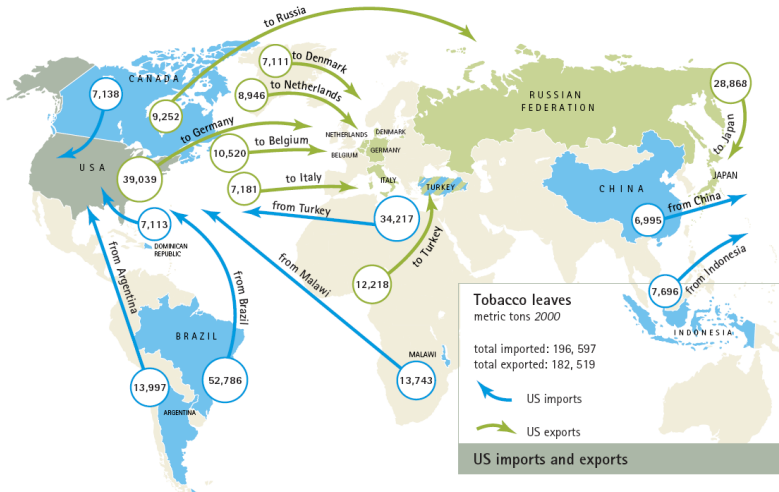 to Russia
7,111
to Denmark
CANADA
7,138
8,946
to Netherlands
28,868
RUSSIAN
FEDERATION
9,252
to Germany
to Japan
NETHERLANDS
DENMARK
10,520
to Belgium
BELGIUM
GERMANY
USA
39,039
7,181
to Italy
ITALY
TURKEY
JAPAN
CHINA
from Turkey
34,217
6,995
from China
7,113
DOMINICAN
REPUBLIC
to Turkey
from Argentina
from Brazil
from Malawi
12,218
from Indonesia
7,696
Tobacco leaves
metric tons 2000
INDONESIA
BRAZIL
total imported: 196, 597
total exported: 182, 519
MALAWI
13,997
52,786
13,743
US imports
ARGENTINA
US exports
US imports and exports